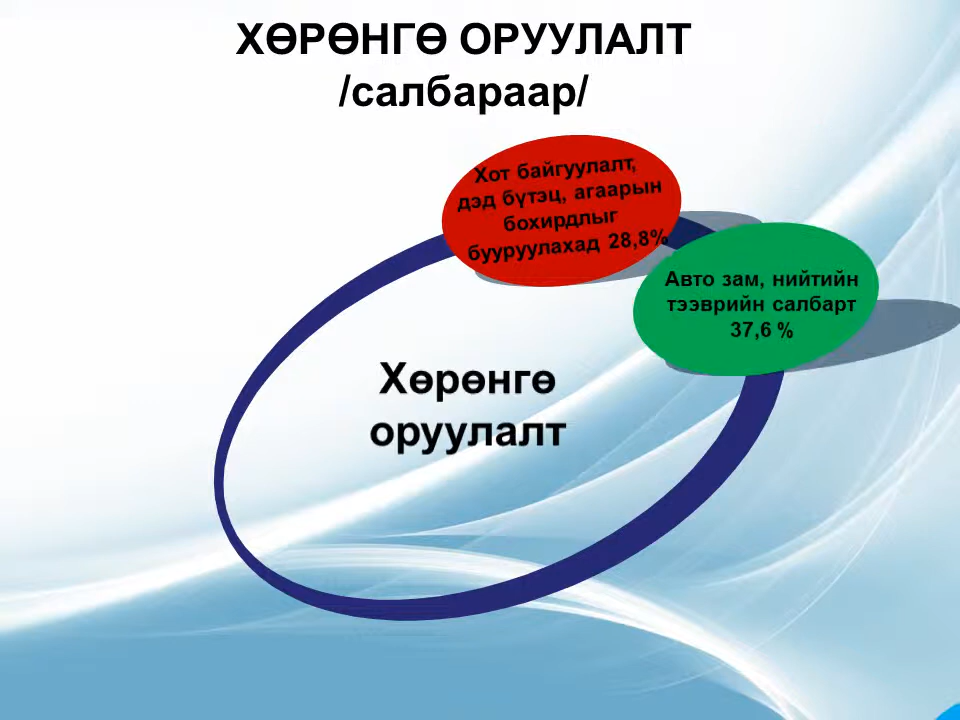 ХӨРӨНГӨ ОРУУЛАЛТ
/салбараар/
Хот байгуулалт,
дэд бүтэц, агаарын
бохирдлыг
бууруулахад 28,8%
Авто зам, нийтийн
тээврийн салбарт
37,6 %
Хөрөнгө
оруулалт